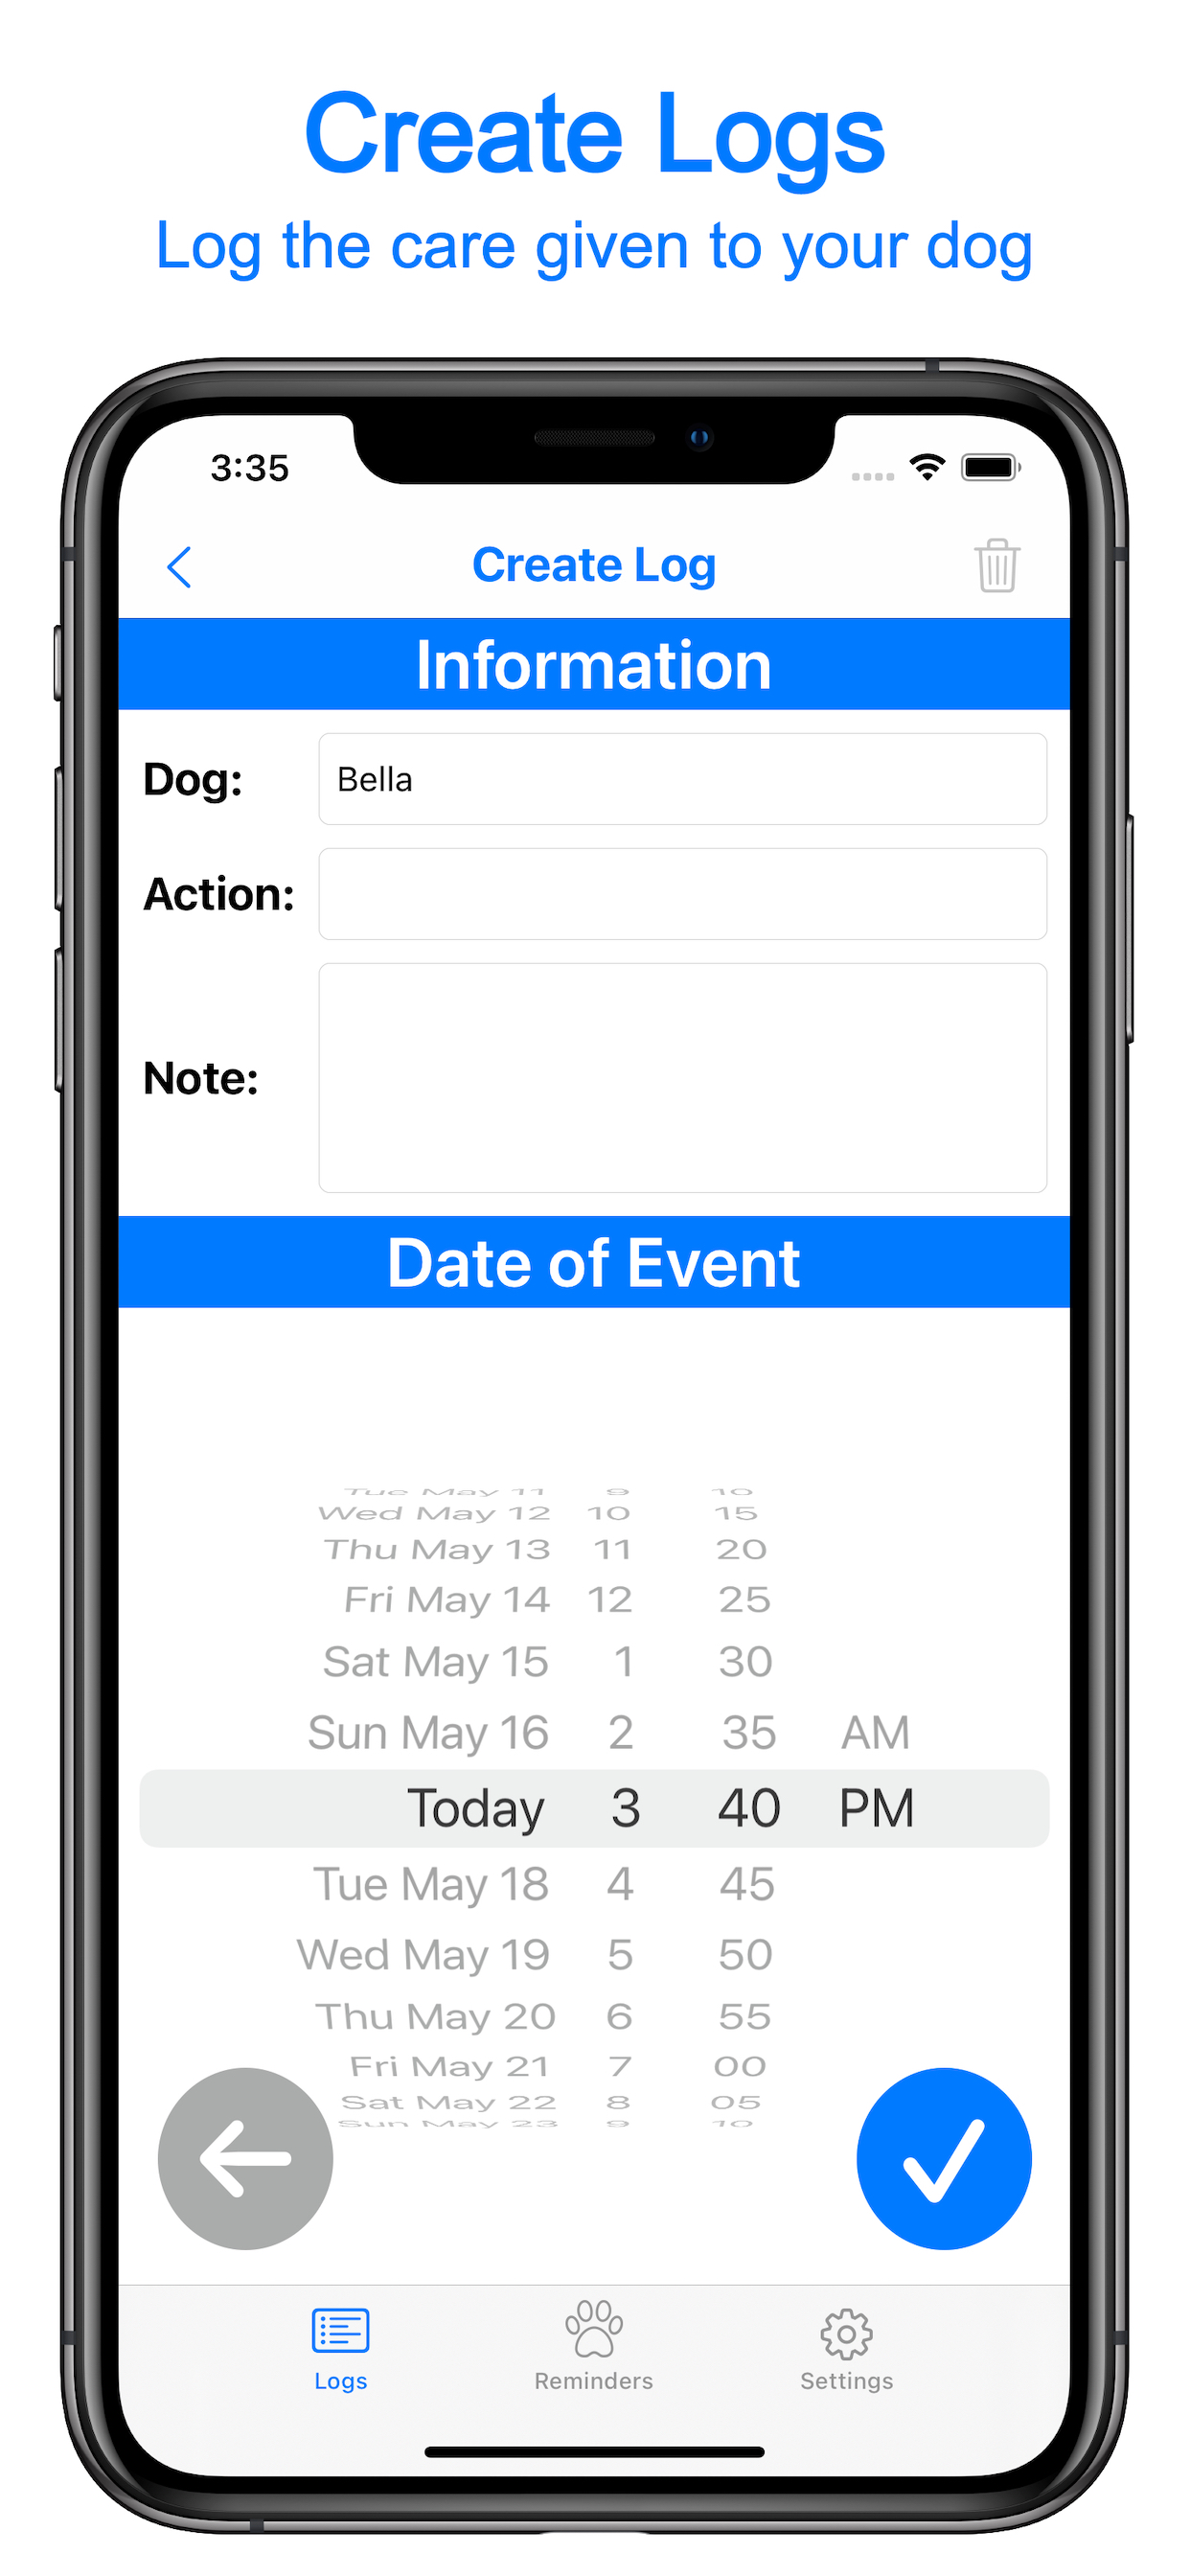 Create Logs
Log the care given to your dog
3:35
Create Log
Information
Dog: Bella
Action:
Note:
Date of Event
Tue May 11 9 10
Wed May 12 10 15
Thu May 13 11 20
Fri May 14 12 25
Sat May 15 1 30
Sun May 16 2 35 AM
Today 3 40 PM
Tue May 18 4 45
Wed May 19 5 50
Thu May 20 6 55
Fri May 21 7 00
Sat May 22 8 05
Sun May 23 9 10
Logs Reminders Settings